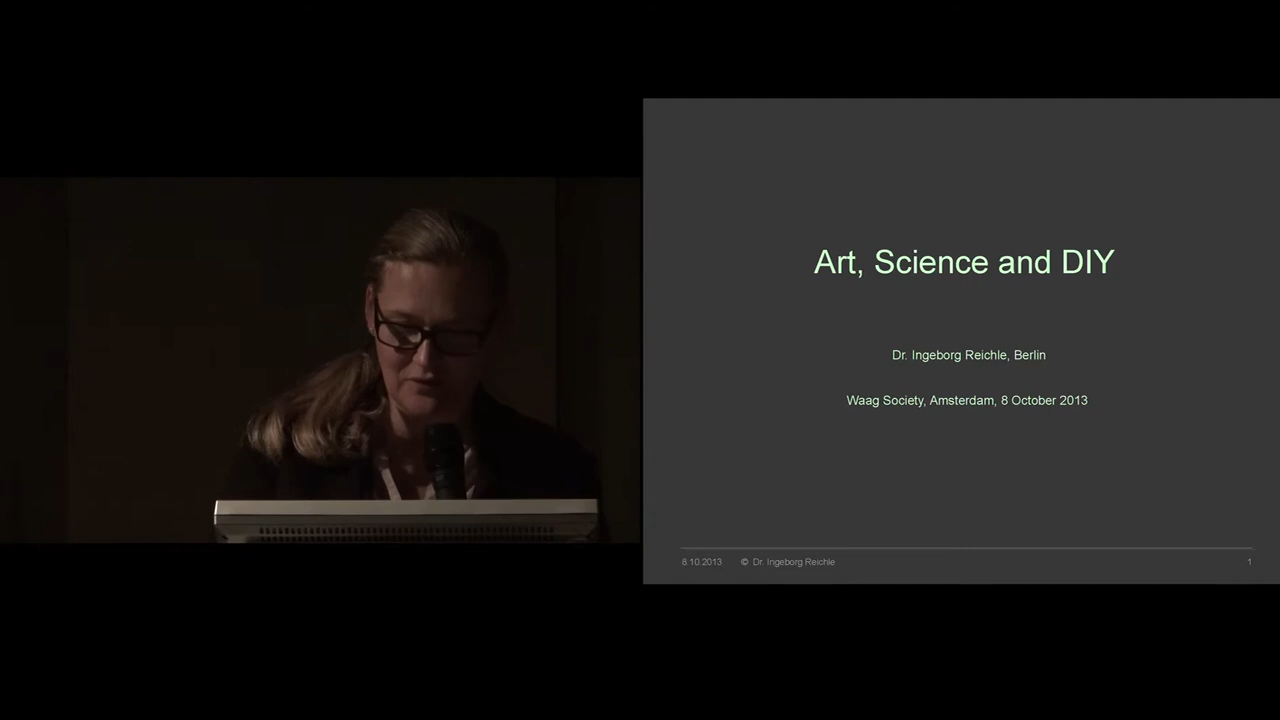 Art, Science and DIY
Dr. Ingeborg Reichle, Berlin
Waag Society, Amsterdam, 8 October 2013
8.10.2013 © Dr. Ingeborg Reichle 1